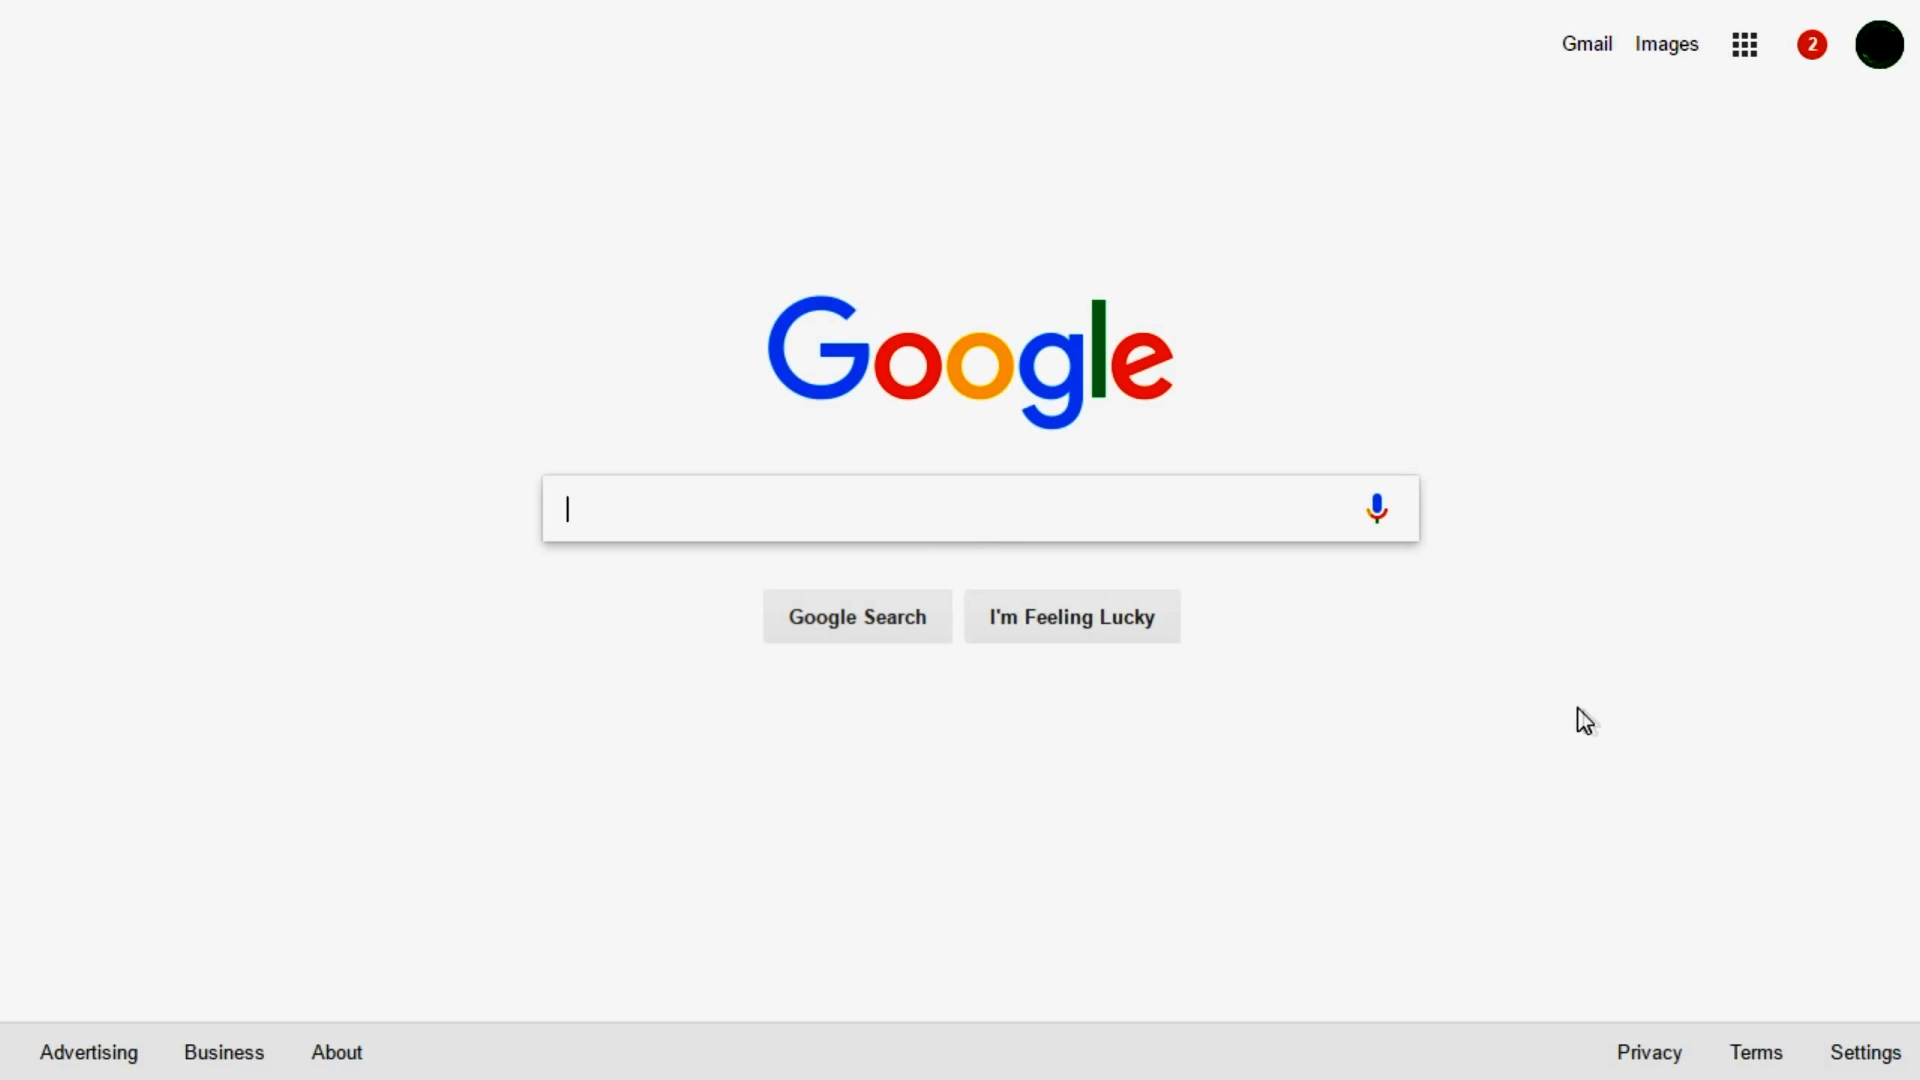 Gmail Images 2
Google
Google Search I'm Feeling Lucky
Advertising Business About Privacy Terms Settings